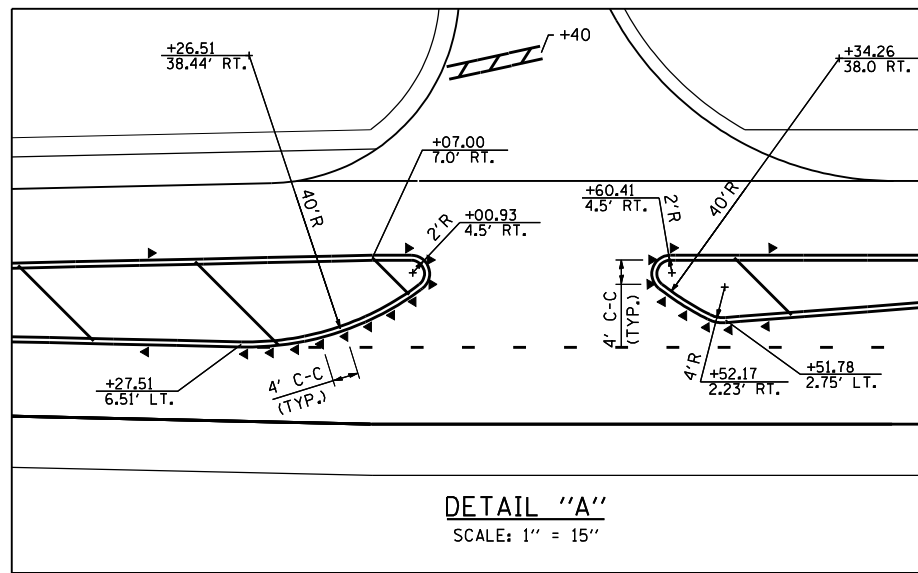 +26.51
38.44' RT.
+40
+34.26
38.0 RT.
+07.00
7.0' RT.
40'R
2'R
+00.93
4.5' RT.
+60.41
4.5' RT.
2'R
40'R
4' C-C
(TYP.)
+27.51
6.51' LT.
4' C-C
(TYP.)
4'R
+52.17
2.23' RT.
+51.78
2.75' LT.
DETAIL "A"
SCALE: 1" = 15"